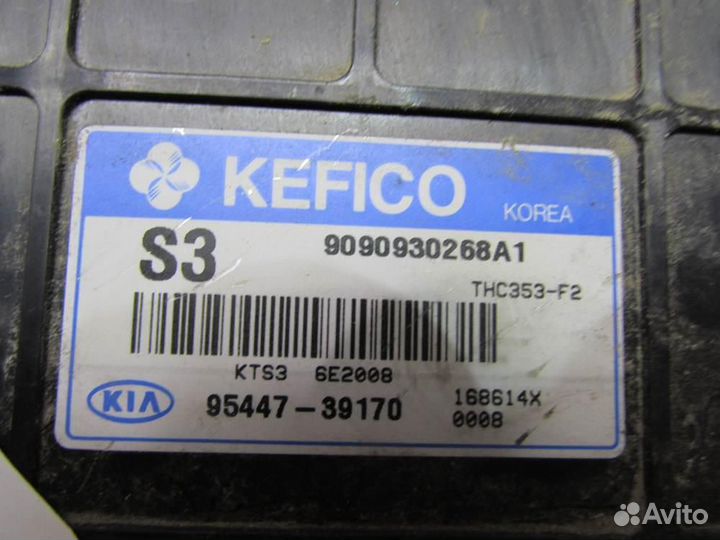 KEFICO KOREA
S3 9090930268A1
THC353-F2
KTS3 6E2008
KIA 95447-39170 168614X
0008
Avito